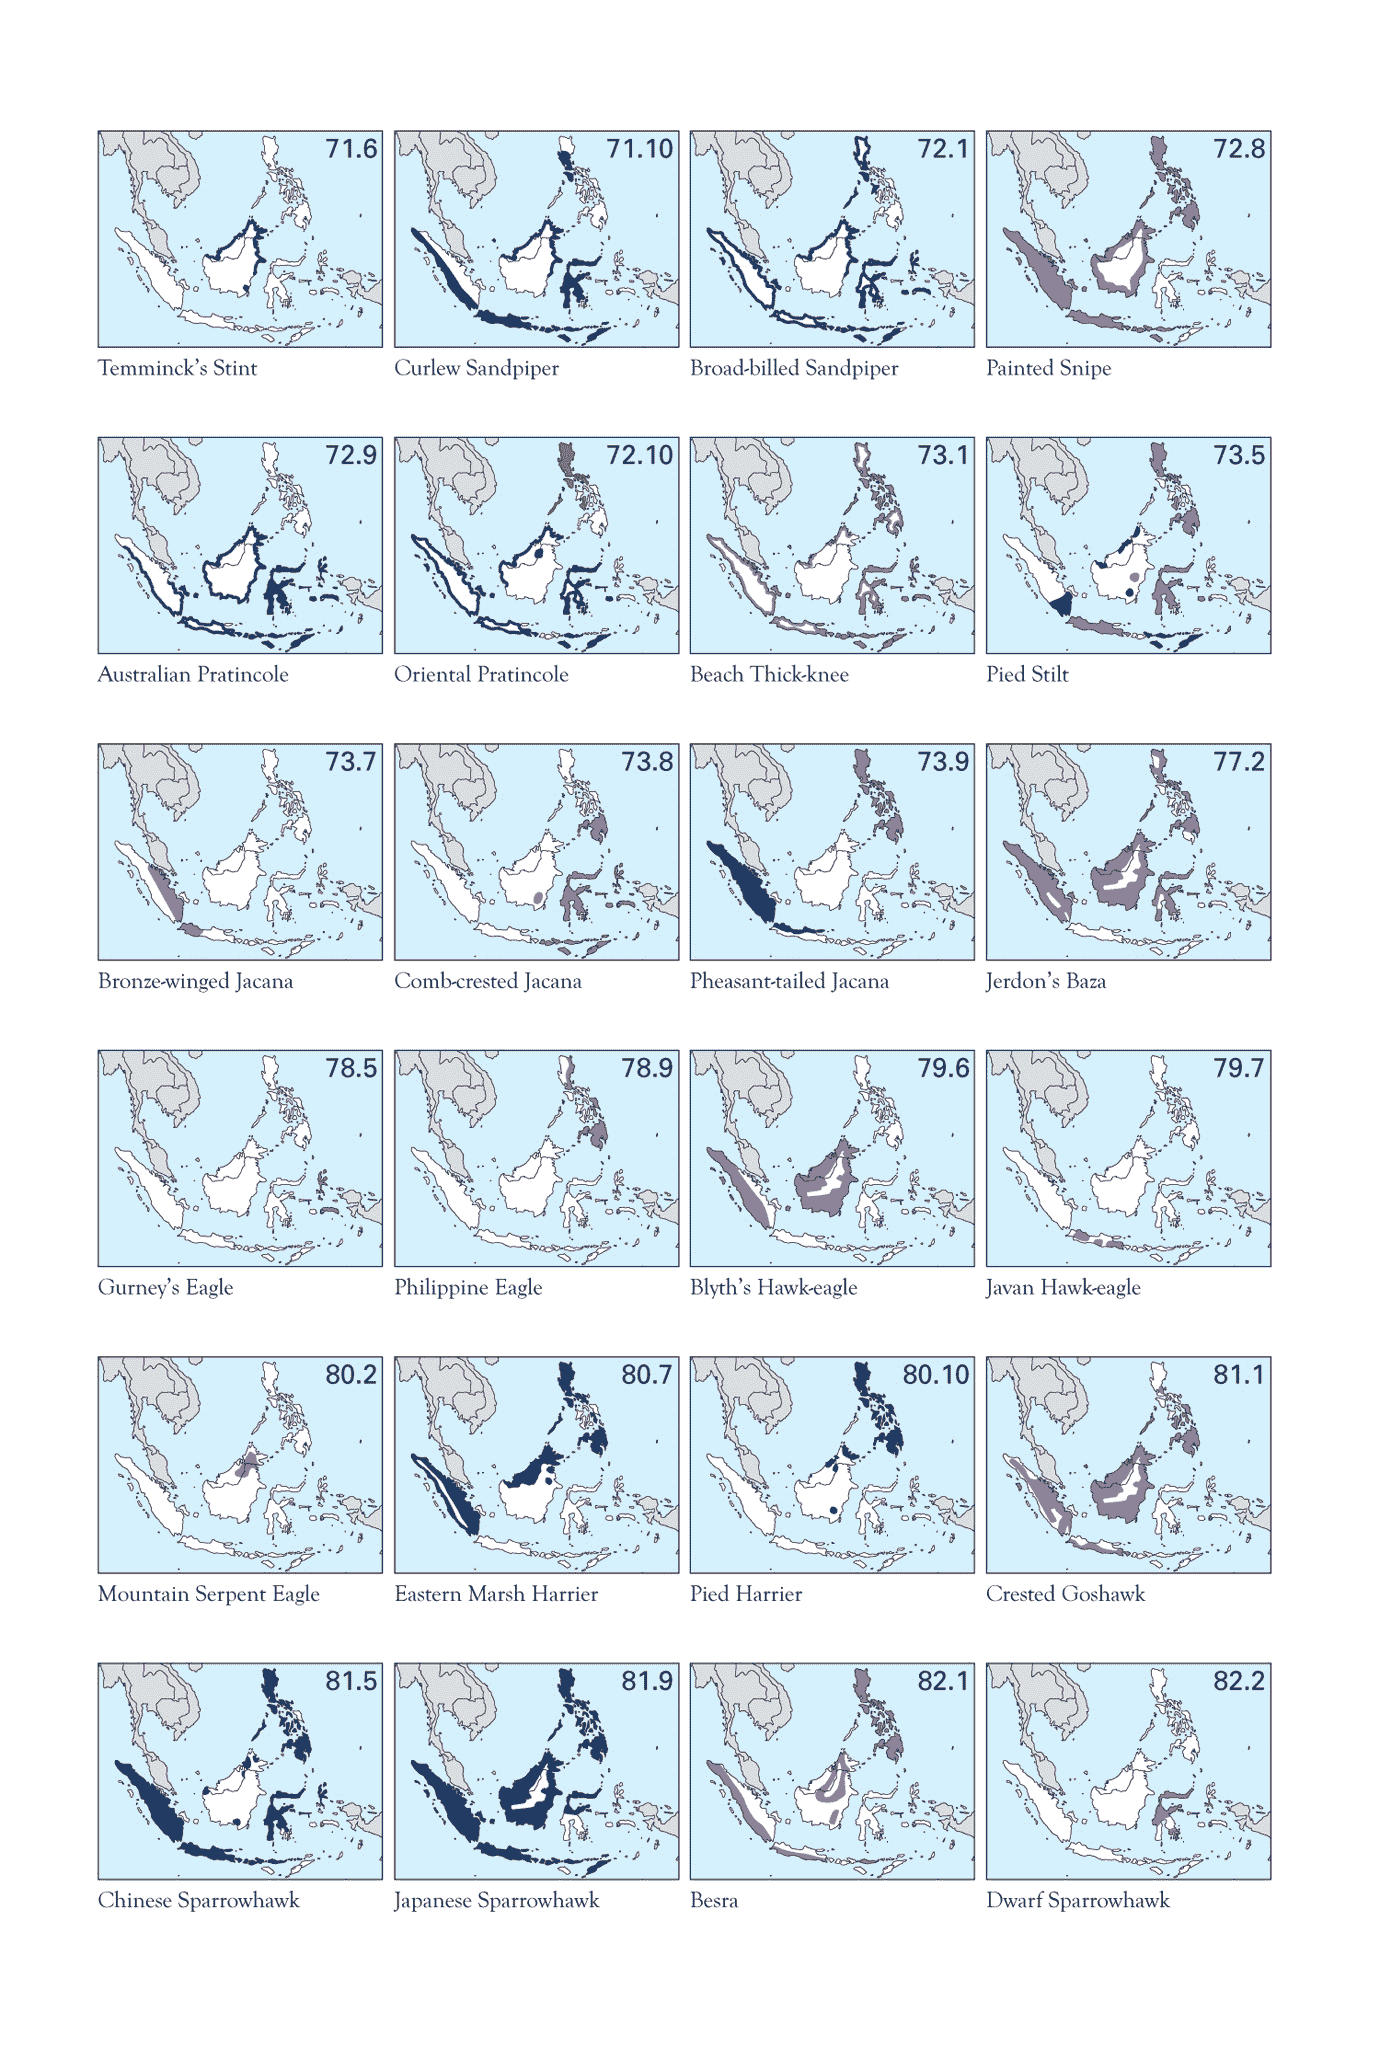 71.6
71.10
72.1
72.8
Temminck's Stint
Curlew Sandpiper
Broad-billed Sandpiper
Painted Snipe
72.9
72.10
73.1
73.5
Australian Pratincole
Oriental Pratincole
Beach Thick-knee
Pied Stilt
73.7
73.8
73.9
77.2
Bronze-winged Jacana
Comb-crested Jacana
Pheasant-tailed Jacana
Jerdon's Baza
78.5
78.9
79.6
79.7
Gurney's Eagle
Philippine Eagle
Blyth's Hawk-eagle
Javan Hawk-eagle
80.2
80.7
80.10
81.1
Mountain Serpent Eagle
Eastern Marsh Harrier
Pied Harrier
Crested Goshawk
81.5
81.9
82.1
82.2
Chinese Sparrowhawk
Japanese Sparrowhawk
Besra
Dwarf Sparrowhawk